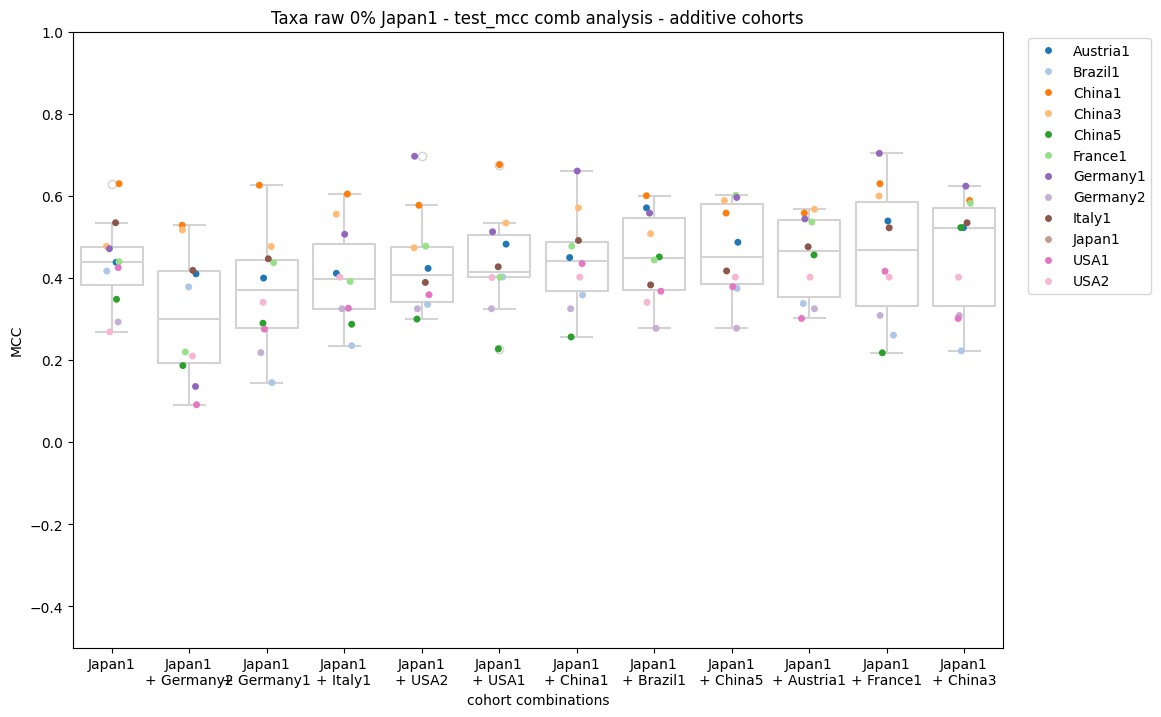 Taxa raw 0% Japan1 - test_mcc comb analysis - additive cohorts
1.0
0.8
0.6
0.4
0.2
0.0
−0.2
−0.4
MCC
Japan1
Japan1
+ Germany2
Japan1
+ Germany1
Japan1
+ Italy1
Japan1
+ USA2
Japan1
+ USA1
Japan1
+ China1
Japan1
+ Brazil1
Japan1
+ China5
Japan1
+ Austria1
Japan1
+ France1
Japan1
+ China3
cohort combinations
Austria1
Brazil1
China1
China3
China5
France1
Germany1
Germany2
Italy1
Japan1
USA1
USA2